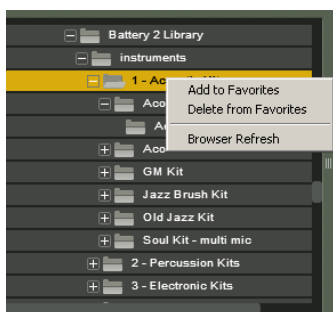 Battery 2 Library
instruments
1 - Ac
Add to Favorites
Aco
Delete from Favorites
A
Aco
Browser Refresh
GM Kit
Jazz Brush Kit
Old Jazz Kit
Soul Kit - multi mic
2 - Percussion Kits
3 - Electronic Kits